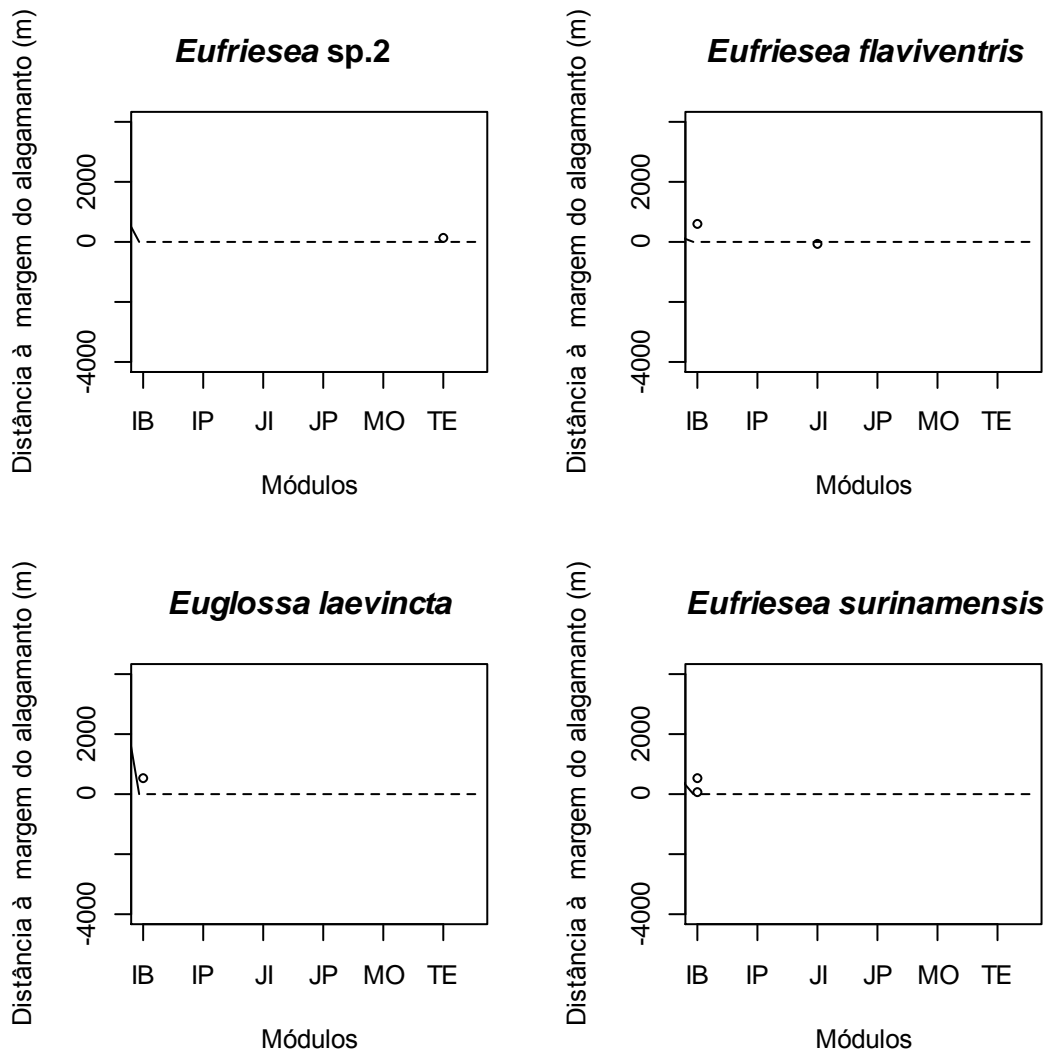 Eufriesea sp.2
Distância à  margem do alagamanto (m)
2000
0
-4000
IB IP JI JP MO TE
Módulos
Eufriesea flaviventris
Distância à  margem do alagamanto (m)
2000
0
-4000
IB IP JI JP MO TE
Módulos
Euglossa laevincta
Distância à  margem do alagamanto (m)
2000
0
-4000
IB IP JI JP MO TE
Módulos
Eufriesea surinamensis
Distância à  margem do alagamanto (m)
2000
0
-4000
IB IP JI JP MO TE
Módulos